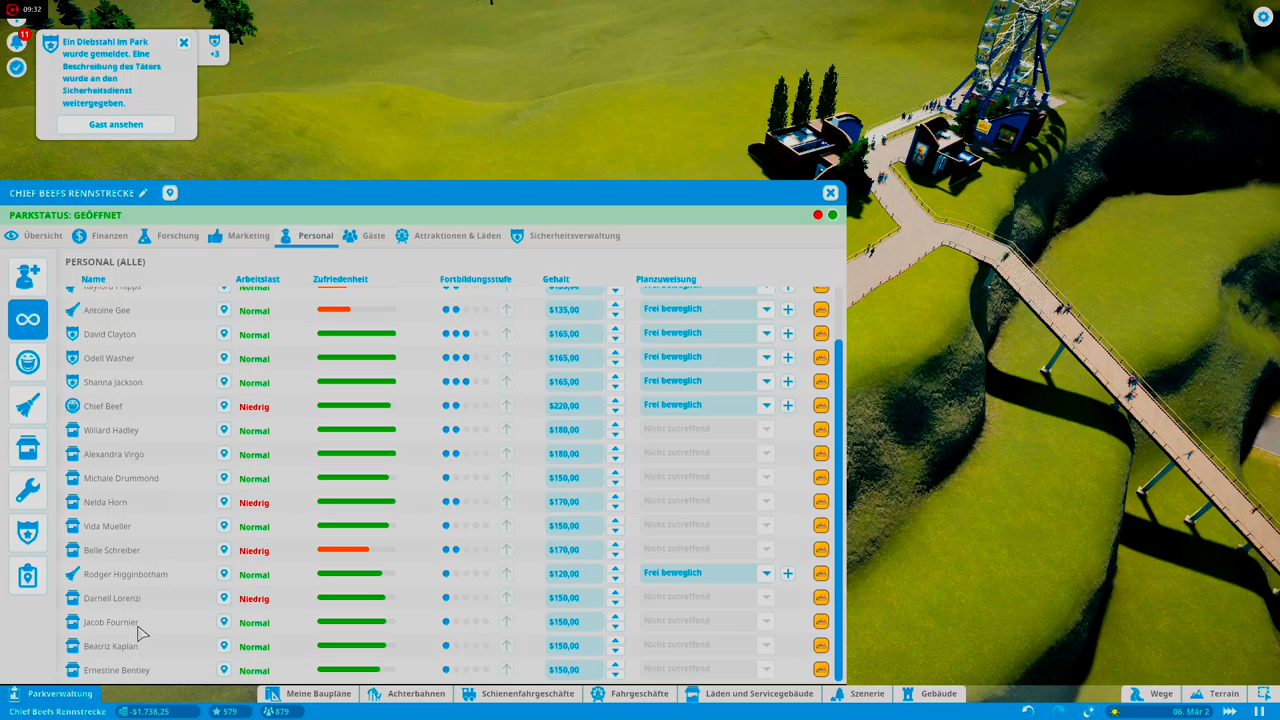 09:32
11
Ein Diebstahl im Park
wurde gemeldet. Eine
Beschreibung des Täters
wurde an den
Sicherheitsdienst
weitergegeben.
Gast ansehen
+3
CHIEF BEEFS RENNSTRECKE
PARKSTATUS: GEÖFFNET
Übersicht Finanzen Forschung Marketing Personal Gäste Attraktionen & Läden Sicherheitsverwaltung
PERSONAL (ALLE)
Name Arbeitslast Zufriedenheit Fortbildungsstufe Gehalt Planzuweisung
Antoine Gee Normal $135,00 Frei beweglich
David Clayton Normal $165,00 Frei beweglich
Odell Washer Normal $165,00 Frei beweglich
Shanna Jackson Normal $165,00 Frei beweglich
Chief Beef Niedrig $220,00 Frei beweglich
Willard Hadley Normal $180,00 Nicht zutreffend
Alexandra Virgo Normal $180,00 Nicht zutreffend
Michale Drummond Normal $150,00 Nicht zutreffend
Nelda Horn Niedrig $170,00 Nicht zutreffend
Vida Mueller Normal $150,00 Nicht zutreffend
Belle Schreiber Niedrig $170,00 Nicht zutreffend
Rodger Higginbotham Normal $120,00 Frei beweglich
Darnell Lorenzi Niedrig $150,00 Nicht zutreffend
Jacob Fournier Normal $150,00 Nicht zutreffend
Beatriz Kaplan Normal $150,00 Nicht zutreffend
Ernestine Bentley Normal $150,00 Nicht zutreffend
Parkverwaltung Meine Baupläne Achterbahnen Schienenfahrgeschäfte Fahrgeschäfte Läden und Servicegebäude Szenerie Gebäude Wege Terrain
Chief Beefs Rennstrecke -$1.738,25 579 879 06. Mär 2